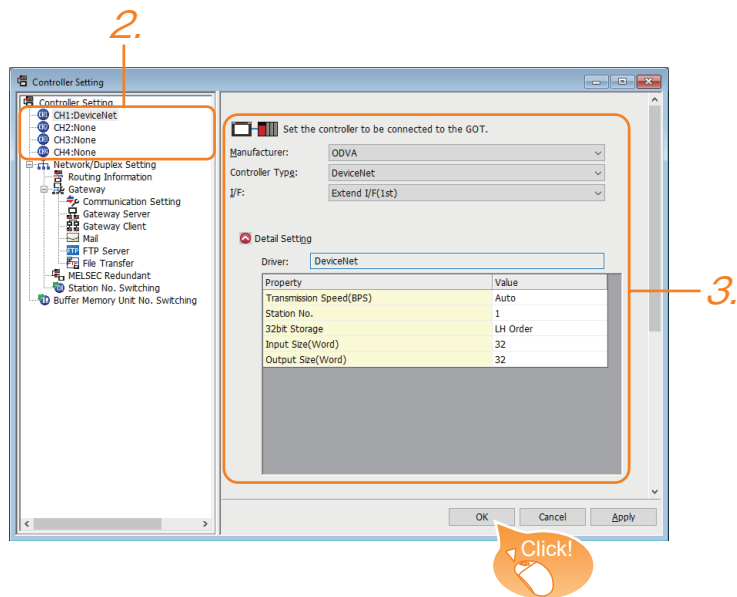 2.
Controller Setting
Controller Setting
CH1:DeviceNet
CH2:None
CH3:None
CH4:None
Network/Duplex Setting
Routing Information
Gateway
Communication Setting
Gateway Server
Gateway Client
Mail
FTP FTP Server
File Transfer
MELSEC Redundant
Station No. Switching
Buffer Memory Unit No. Switching
Set the controller to be connected to the GOT.
Manufacturer: ODVA
Controller Type: DeviceNet
I/F: Extend I/F(1st)
Detail Setting
Driver: DeviceNet
Property Value
Transmission Speed(BPS) Auto
Station No. 1
32bit Storage LH Order
Input Size(Word) 32
Output Size(Word) 32
3.
OK Cancel Apply
Click!